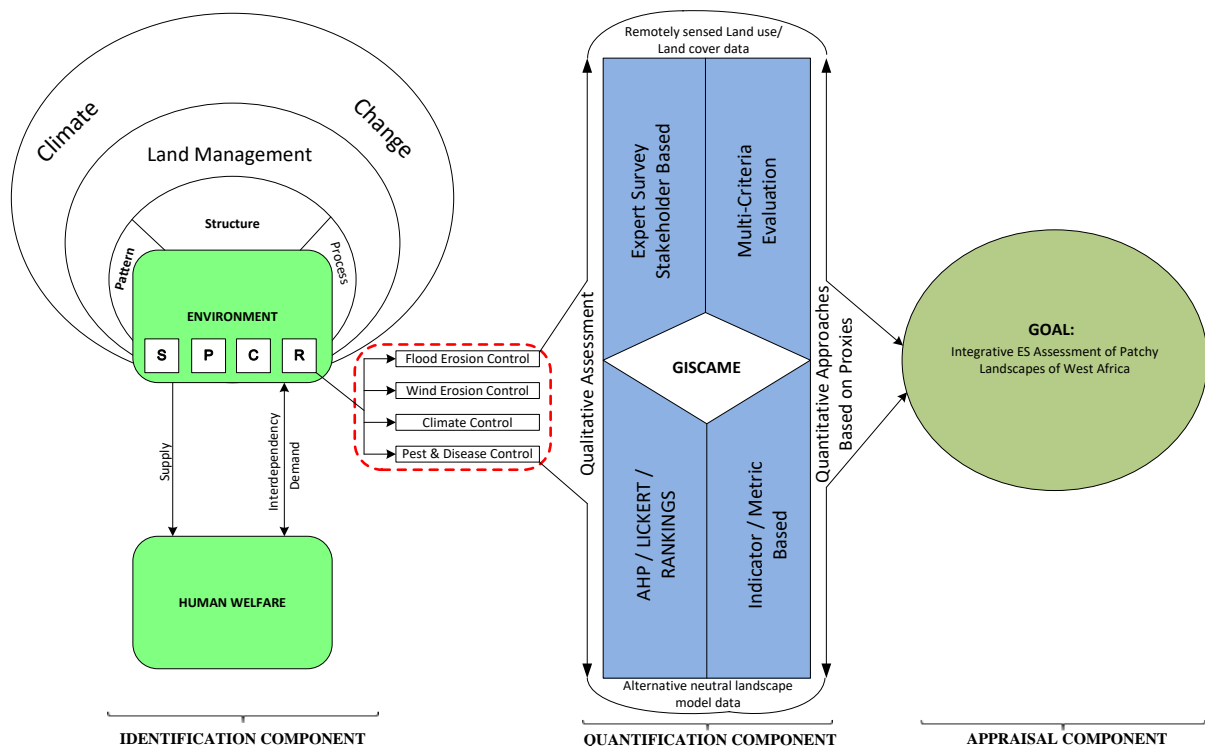 Climate
Change
Land Management
Structure
Pattern
Process
ENVIRONMENT
S P C R
Supply
Interdependency
Demand
HUMAN WELFARE
IDENTIFICATION COMPONENT
Flood Erosion Control
Wind Erosion Control
Climate Control
Pest & Disease Control
Remotely sensed Land use/
Land cover data
Qualitative Assessment
Expert Survey
Stakeholder Based
Multi-Criteria
Evaluation
GISCAME
AHP / LICKERT /
RANKINGS
Indicator / Metric
Based
Quantitative Approaches
Based on Proxies
Alternative neutral landscape
model data
QUANTIFICATION COMPONENT
GOAL:
Integrative ES Assessment of Patchy
Landscapes of West Africa
APPRAISAL COMPONENT